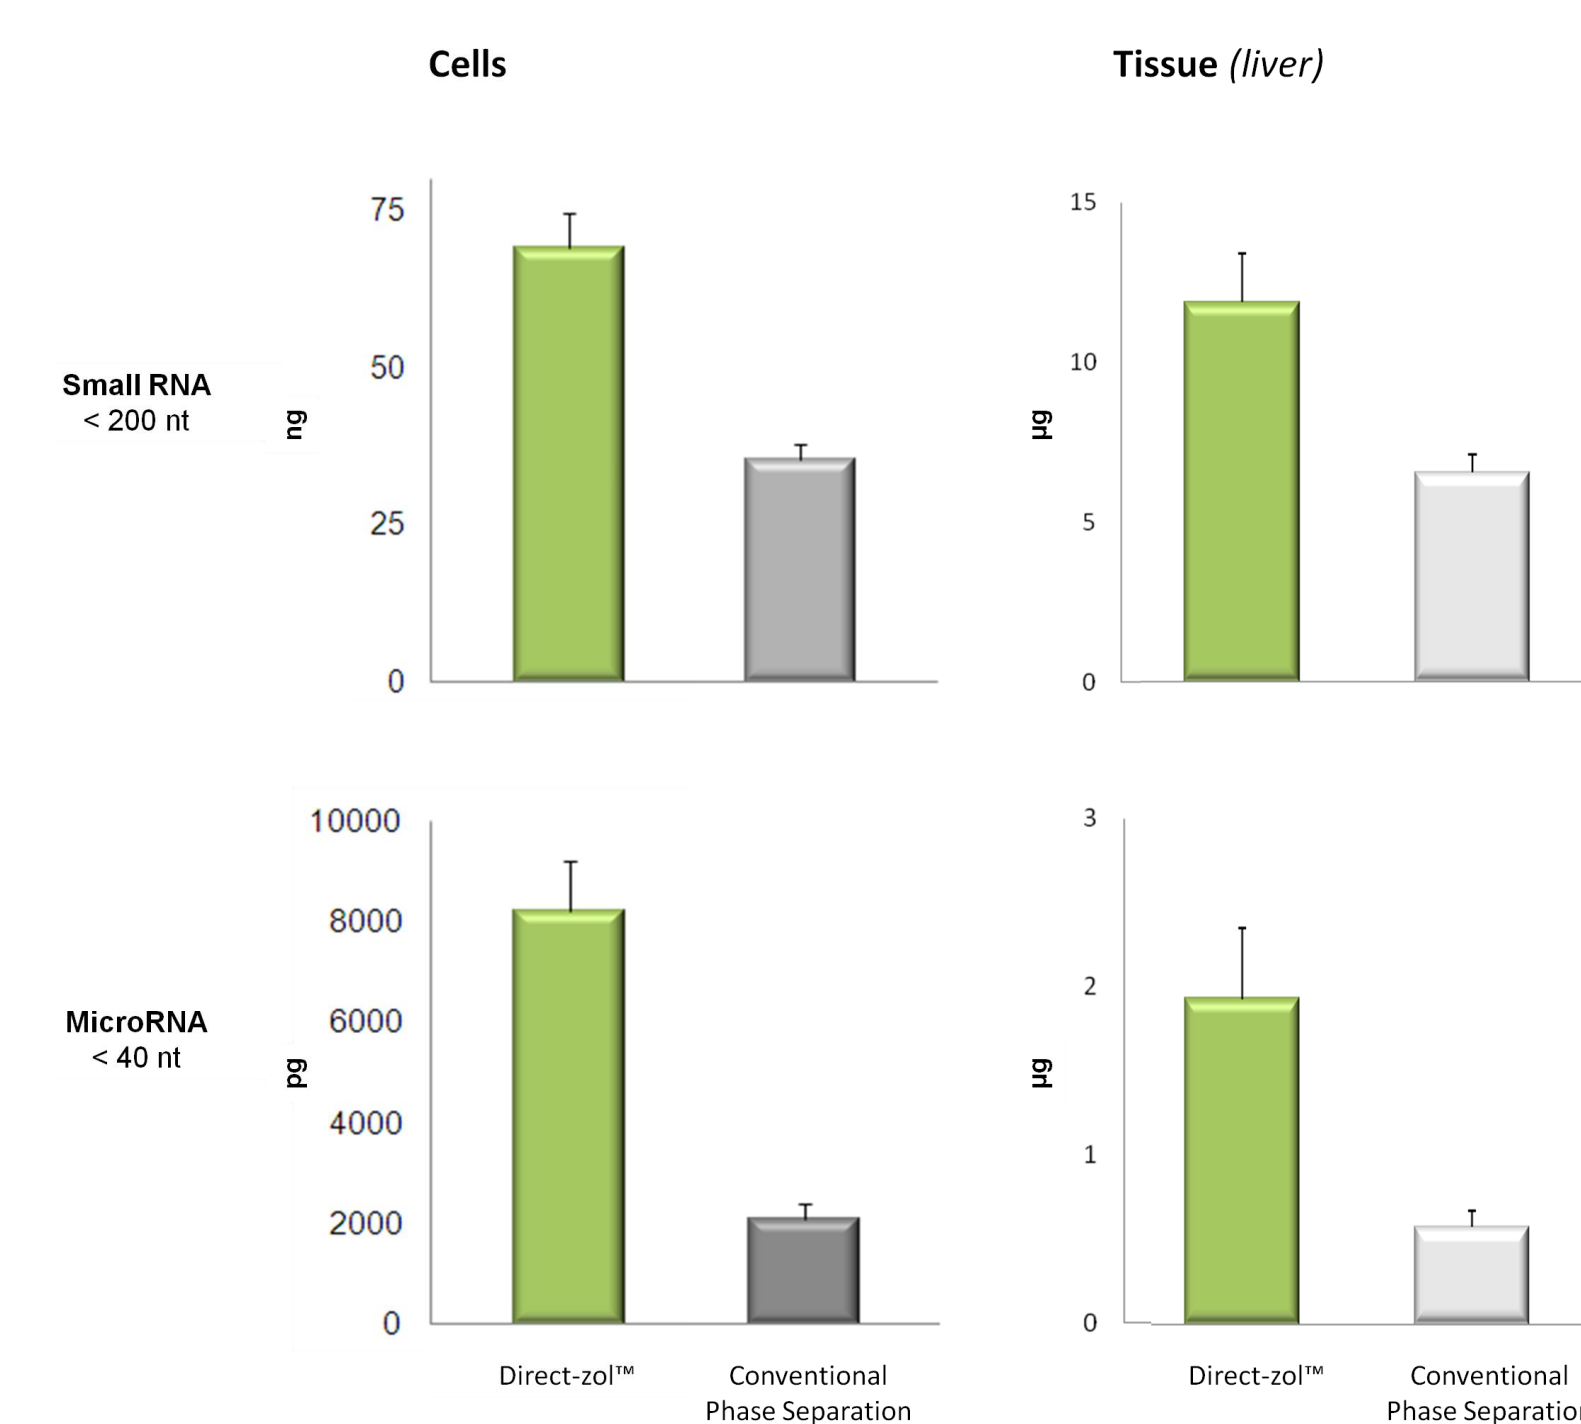 Cells
Tissue (liver)
75
50
25
0
ng
Small RNA
< 200 nt
15
10
5
0
µg
10000
8000
6000
4000
2000
0
pg
MicroRNA
< 40 nt
3
2
1
0
µg
Direct-zol™
Conventional
Phase Separation
Direct-zol™
Conventional
Phase Separation